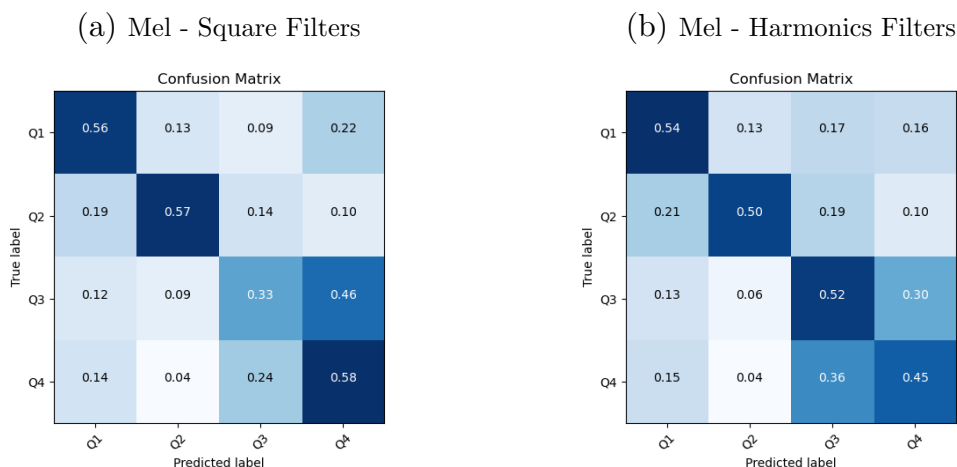 (a) Mel - Square Filters
Confusion Matrix
True label
Q1 0.56 0.13 0.09 0.22
Q2 0.19 0.57 0.14 0.10
Q3 0.12 0.09 0.33 0.46
Q4 0.14 0.04 0.24 0.58
Q1 Q2 Q3 Q4
Predicted label
(b) Mel - Harmonics Filters
Confusion Matrix
True label
Q1 0.54 0.13 0.17 0.16
Q2 0.21 0.50 0.19 0.10
Q3 0.13 0.06 0.52 0.30
Q4 0.15 0.04 0.36 0.45
Q1 Q2 Q3 Q4
Predicted label